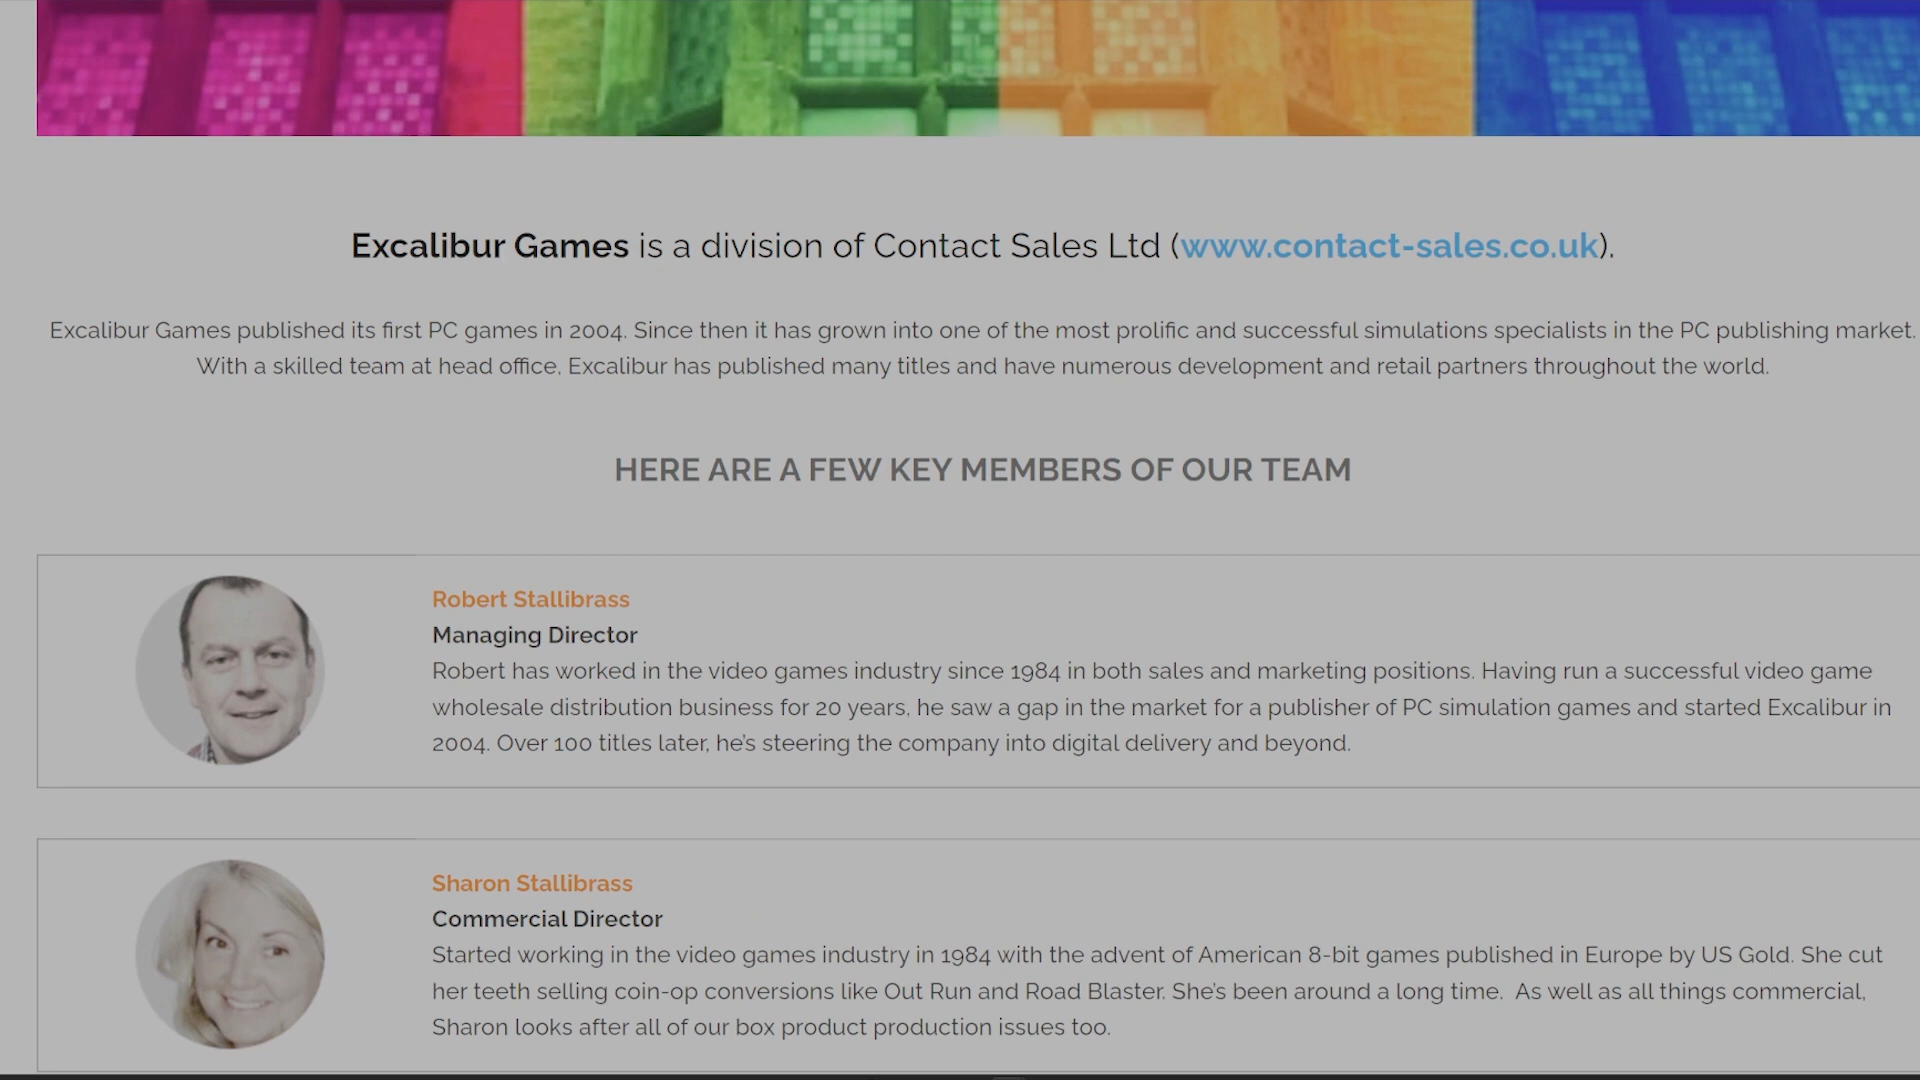 Excalibur Games is a division of Contact Sales Ltd (www.contact-sales.co.uk).
Excalibur Games published its first PC games in 2004. Since then it has grown into one of the most prolific and successful simulations specialists in the PC publishing market.
With a skilled team at head office, Excalibur has published many titles and have numerous development and retail partners throughout the world.
HERE ARE A FEW KEY MEMBERS OF OUR TEAM
Robert Stallibrass
Managing Director
Robert has worked in the video games industry since 1984 in both sales and marketing positions. Having run a successful video game
wholesale distribution business for 20 years, he saw a gap in the market for a publisher of PC simulation games and started Excalibur in
2004. Over 100 titles later, he's steering the company into digital delivery and beyond.
Sharon Stallibrass
Commercial Director
Started working in the video games industry in 1984 with the advent of American 8-bit games published in Europe by US Gold. She cut
her teeth selling coin-op conversions like Out Run and Road Blaster. She's been around a long time.  As well as all things commercial,
Sharon looks after all of our box product production issues too.